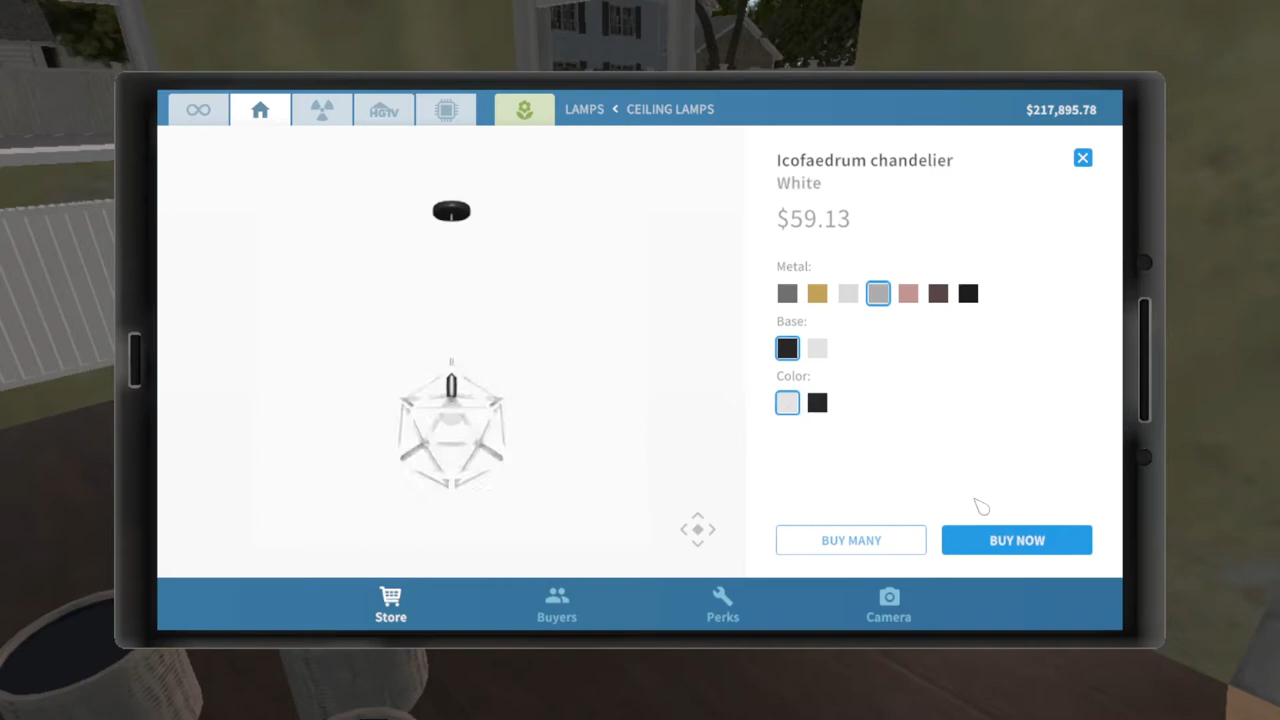 HGTV
LAMPS < CEILING LAMPS
$217,895.78
Icofaedrum chandelier
White
$59.13
Metal:
Base:
Color:
BUY MANY
BUY NOW
Store
Buyers
Perks
Camera